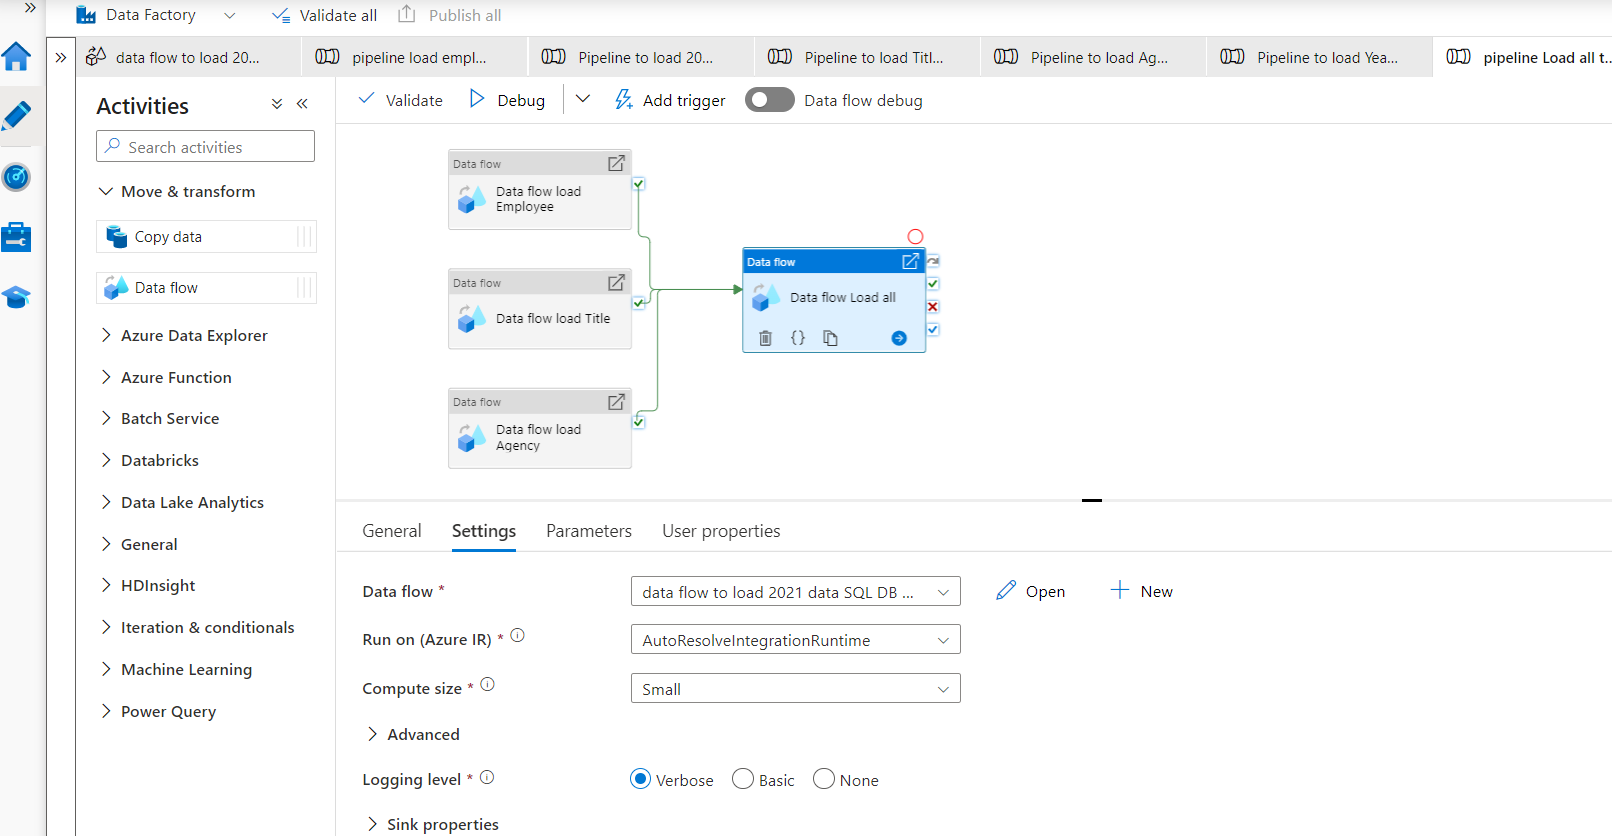 Data Factory
Validate all
Publish all
data flow to load 20...
pipeline load empl...
Pipeline to load 20...
Pipeline to load Titl...
Pipeline to load Ag...
Pipeline to load Yea...
pipeline Load all t...
Activities
Validate
Debug
Add trigger
Data flow debug
Search activities
Move & transform
Copy data
Data flow
Azure Data Explorer
Azure Function
Batch Service
Databricks
Data Lake Analytics
General
HDInsight
Iteration & conditionals
Machine Learning
Power Query
Data flow
Data flow load
Employee
Data flow
Data flow load Title
Data flow
Data flow load
Agency
Data flow
Data flow Load all
{}
General
Settings
Parameters
User properties
Data flow *
data flow to load 2021 data SQL DB ...
Open
New
Run on (Azure IR) *
AutoResolveIntegrationRuntime
Compute size *
Small
Advanced
Logging level *
Verbose
Basic
None
Sink properties